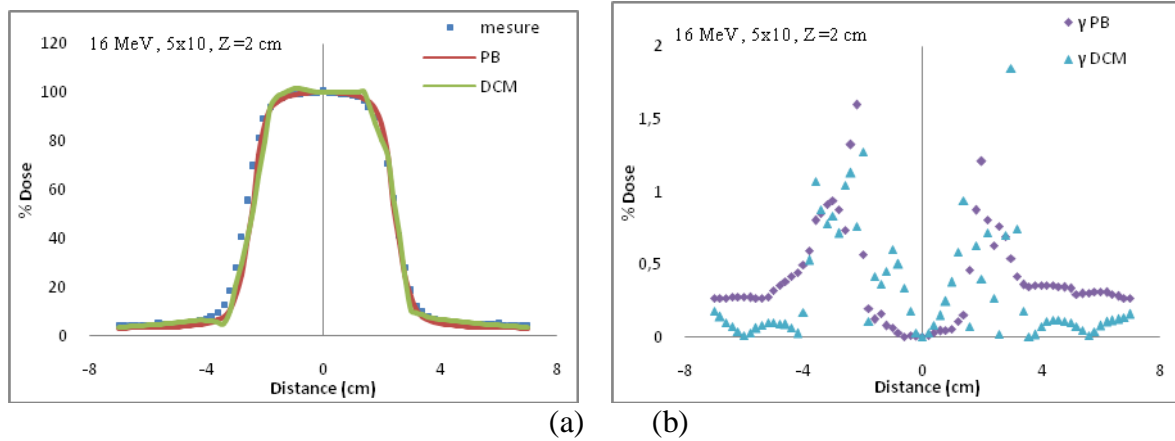 16 MeV, 5x10, Z=2 cm
mesure
PB
DCM
120
100
80
60
40
20
0
% Dose
-8
-4
0
4
8
Distance (cm)
(a)
16 MeV, 5x10, Z=2 cm
γ PB
γ DCM
2
1,5
1
0,5
0
% Dose
-8
-4
0
4
8
Distance (cm)
(b)